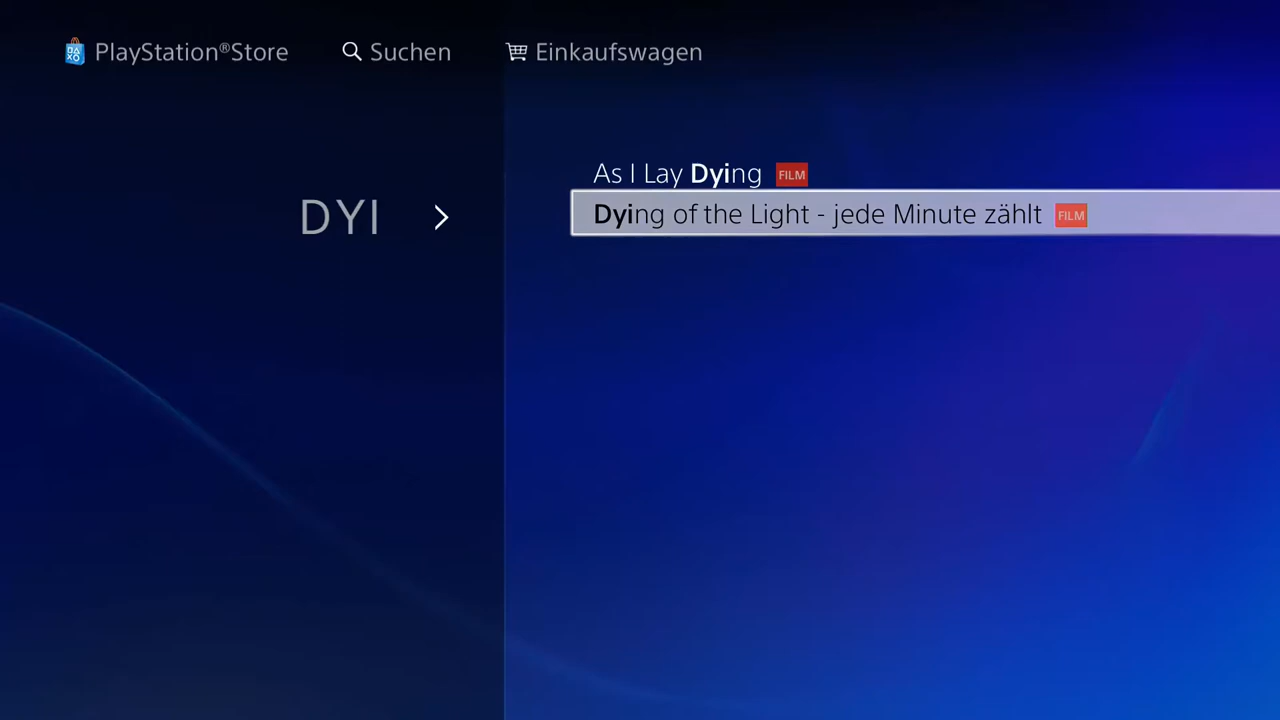 PlayStation®Store
Suchen
Einkaufswagen
DYI
As I Lay Dying FILM
Dying of the Light - jede Minute zählt FILM